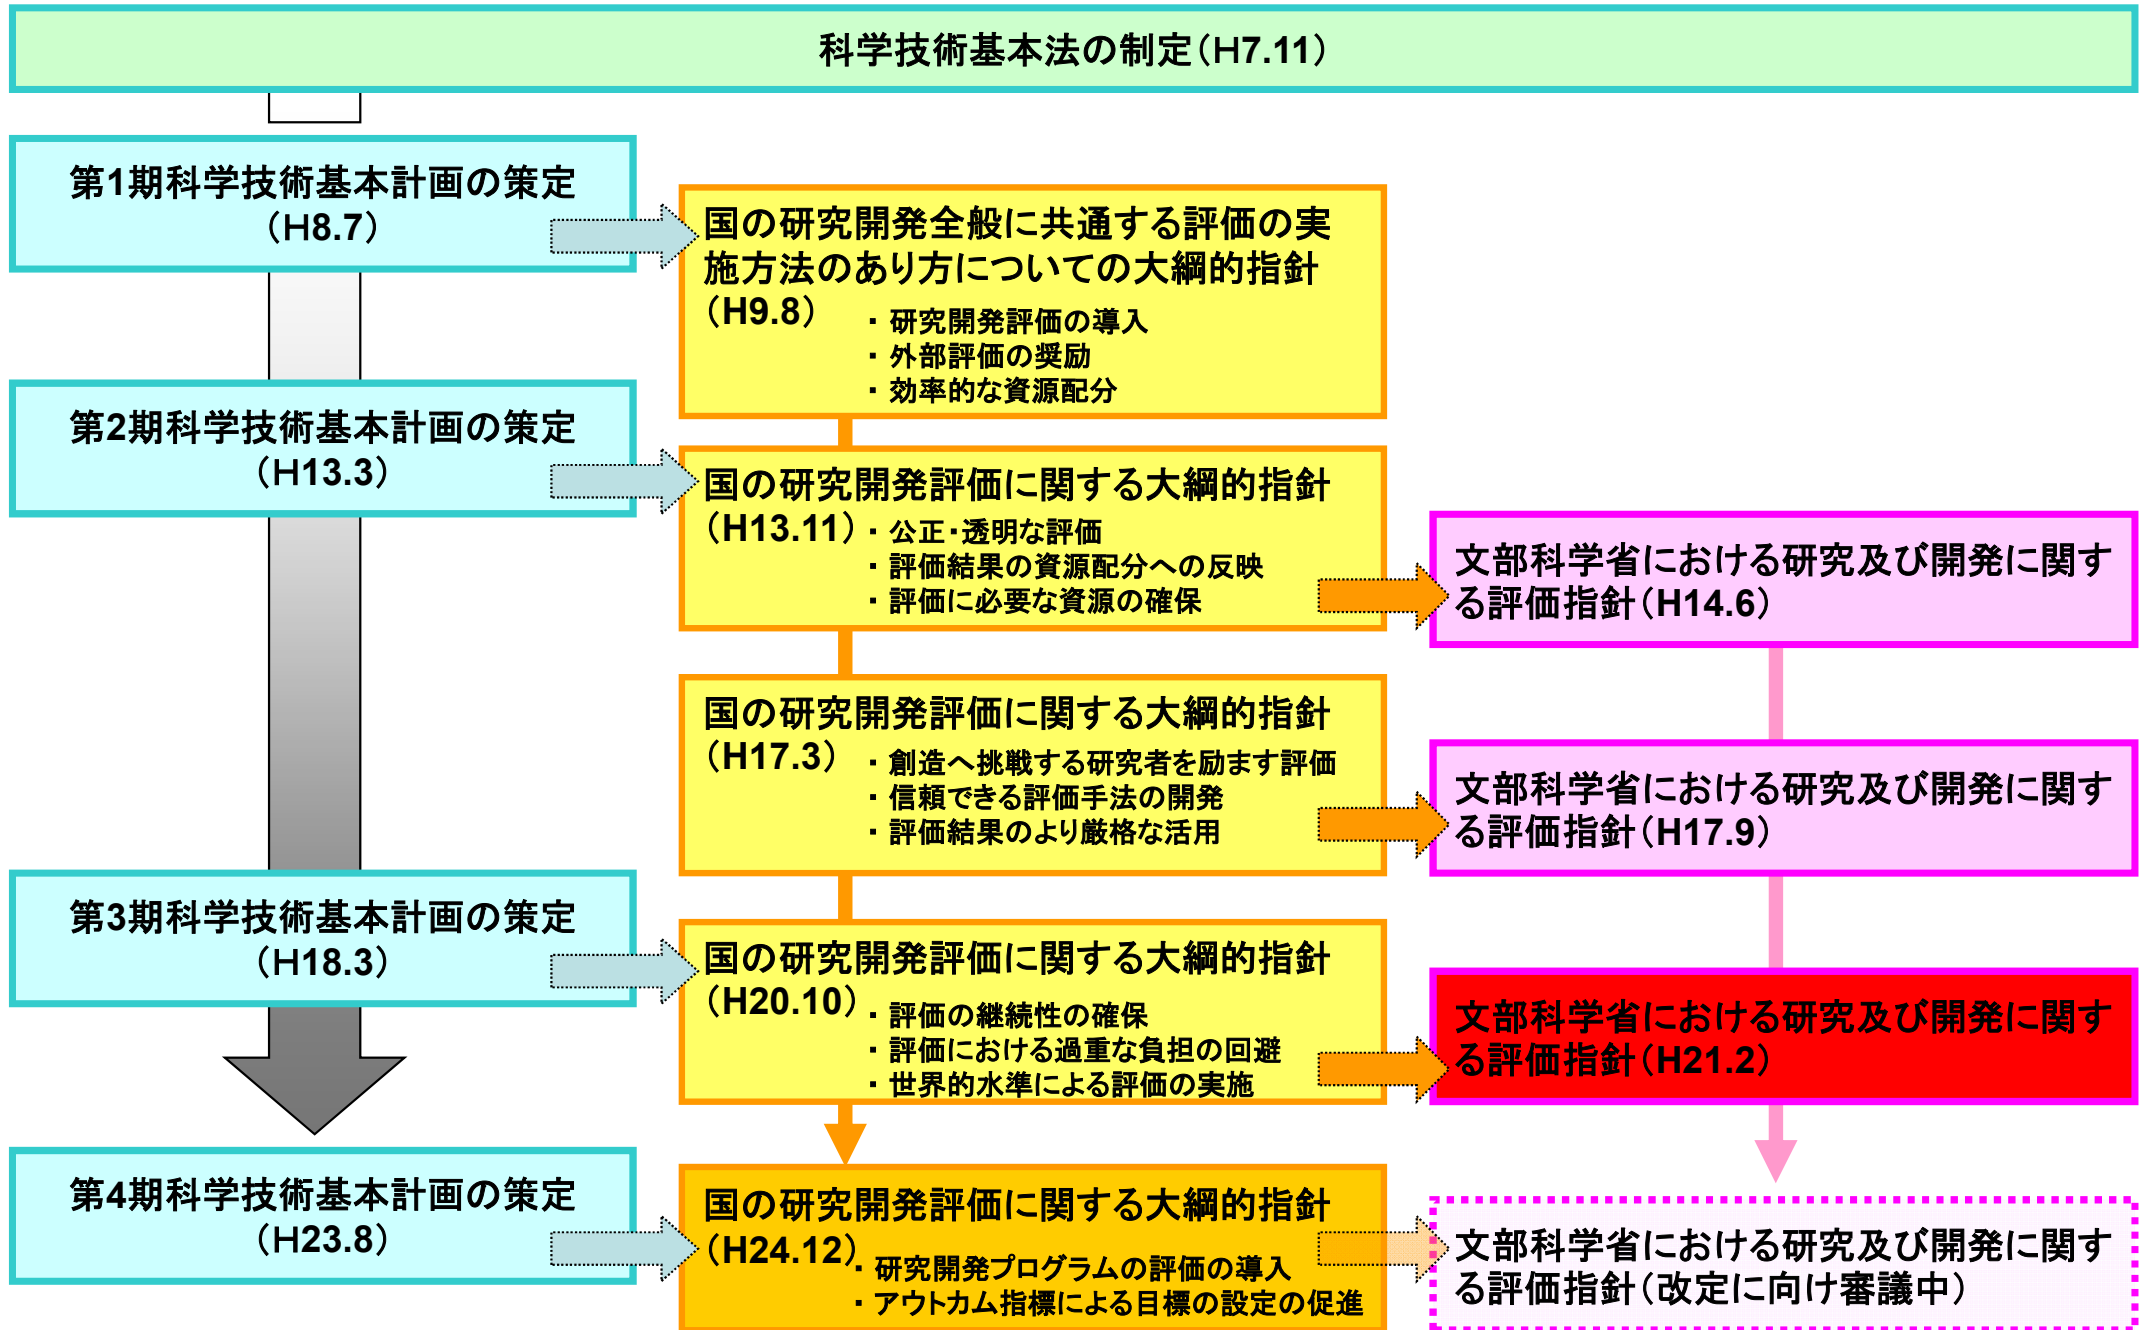 科学技術基本法の制定（H7.11）
第1期科学技術基本計画の策定
（H8.7）
国の研究開発全般に共通する評価の実
施方法のあり方についての大綱的指針
（H9.8）
・ 研究開発評価の導入
・ 外部評価の奨励
・ 効率的な資源配分
第2期科学技術基本計画の策定
（H13.3）
国の研究開発評価に関する大綱的指針
（H13.11）
・ 公正・透明な評価
・ 評価結果の資源配分への反映
・ 評価に必要な資源の確保
文部科学省における研究及び開発に関す
る評価指針（H14.6）
国の研究開発評価に関する大綱的指針
（H17.3）
・ 創造へ挑戦する研究者を励ます評価
・ 信頼できる評価手法の開発
・ 評価結果のより厳格な活用
文部科学省における研究及び開発に関す
る評価指針（H17.9）
第3期科学技術基本計画の策定
（H18.3）
国の研究開発評価に関する大綱的指針
（H20.10）
・ 評価の継続性の確保
・ 評価における過重な負担の回避
・ 世界的水準による評価の実施
文部科学省における研究及び開発に関す
る評価指針（H21.2）
第4期科学技術基本計画の策定
（H23.8）
国の研究開発評価に関する大綱的指針
（H24.12）
・ 研究開発プログラムの評価の導入
・ アウトカム指標による目標の設定の促進
文部科学省における研究及び開発に関す
る評価指針（改定に向け審議中）